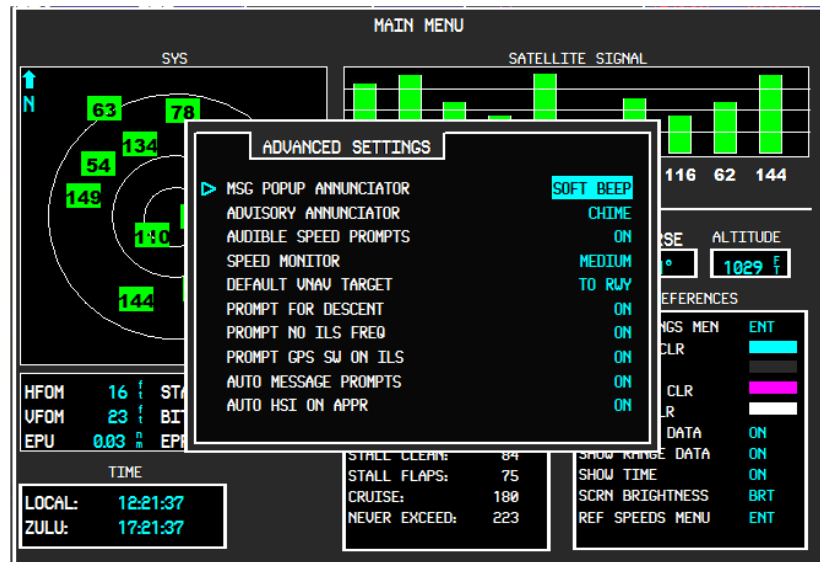 MAIN MENU
SYS
SATELLITE SIGNAL
N
63
78
134
54
149
144
116 62 144
ADVANCED SETTINGS
MSG POPUP ANNUNCIATOR SOFT BEEP
ADVISORY ANNUNCIATOR CHIME
AUDIBLE SPEED PROMPTS ON
SPEED MONITOR MEDIUM
DEFAULT VNAV TARGET TO RWY
PROMPT FOR DESCENT ON
PROMPT NO ILS FREQ ON
PROMPT GPS SW ON ILS ON
AUTO MESSAGE PROMPTS ON
AUTO HSI ON APPR ON
ALTITUDE
1029 FT
HFOM 16 ft
VFOM 23 ft
EPU 0.03 nm
TIME
LOCAL: 12:21:37
ZULU: 17:21:37
STALL CLEAN: 84
STALL FLAPS: 75
CRUISE: 180
NEVER EXCEED: 223
ENT
CLR
CLR
DATA ON
SHOW RANGE DATA ON
SHOW TIME ON
SCRN BRIGHTNESS BRT
REF SPEEDS MENU ENT